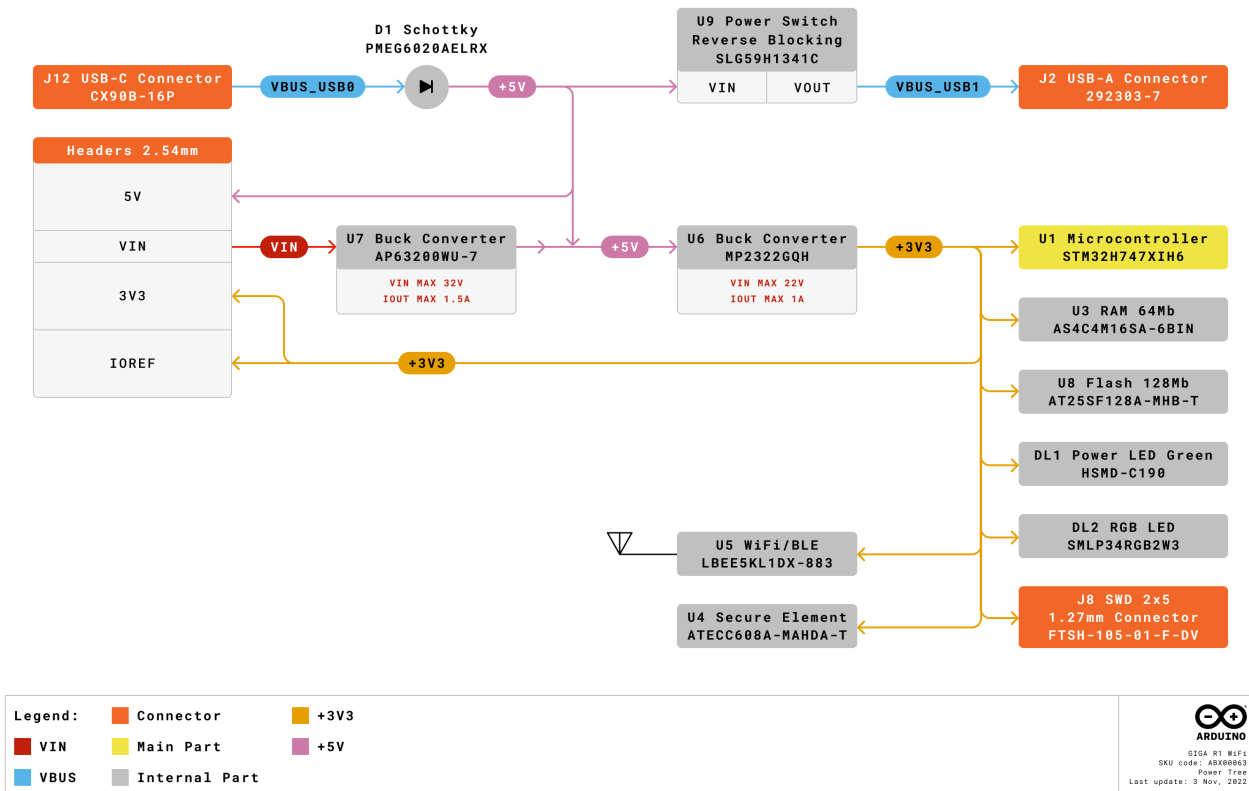 D1 Schottky
PMEG6020AELRX
U9 Power Switch
Reverse Blocking
SLG59H1341C
VIN
VOUT
J12 USB-C Connector
CX90B-16P
VBUS_USB0
+5V
VBUS_USB1
J2 USB-A Connector
292303-7
Headers 2.54mm
5V
VIN
3V3
IOREF
VIN
U7 Buck Converter
AP63200WU-7
VIN MAX 32V
IOUT MAX 1.5A
+5V
U6 Buck Converter
MP2322GQH
VIN MAX 22V
IOUT MAX 1A
+3V3
U1 Microcontroller
STM32H747XIH6
U3 RAM 64Mb
AS4C4M16SA-6BIN
+3V3
U8 Flash 128Mb
AT25SF128A-MHB-T
DL1 Power LED Green
HSMD-C190
DL2 RGB LED
SMLP34RGB2W3
U5 WiFi/BLE
LBEE5KL1DX-883
J8 SWD 2x5
1.27mm Connector
FTSH-105-01-F-DV
U4 Secure Element
ATECC608A-MAHDA-T
Legend:
Connector
+3V3
VIN
Main Part
+5V
VBUS
Internal Part
ARDUINO
GIGA R1 WiFi
SKU code: ABX00063
Power Tree
Last update: 3 Nov, 2022